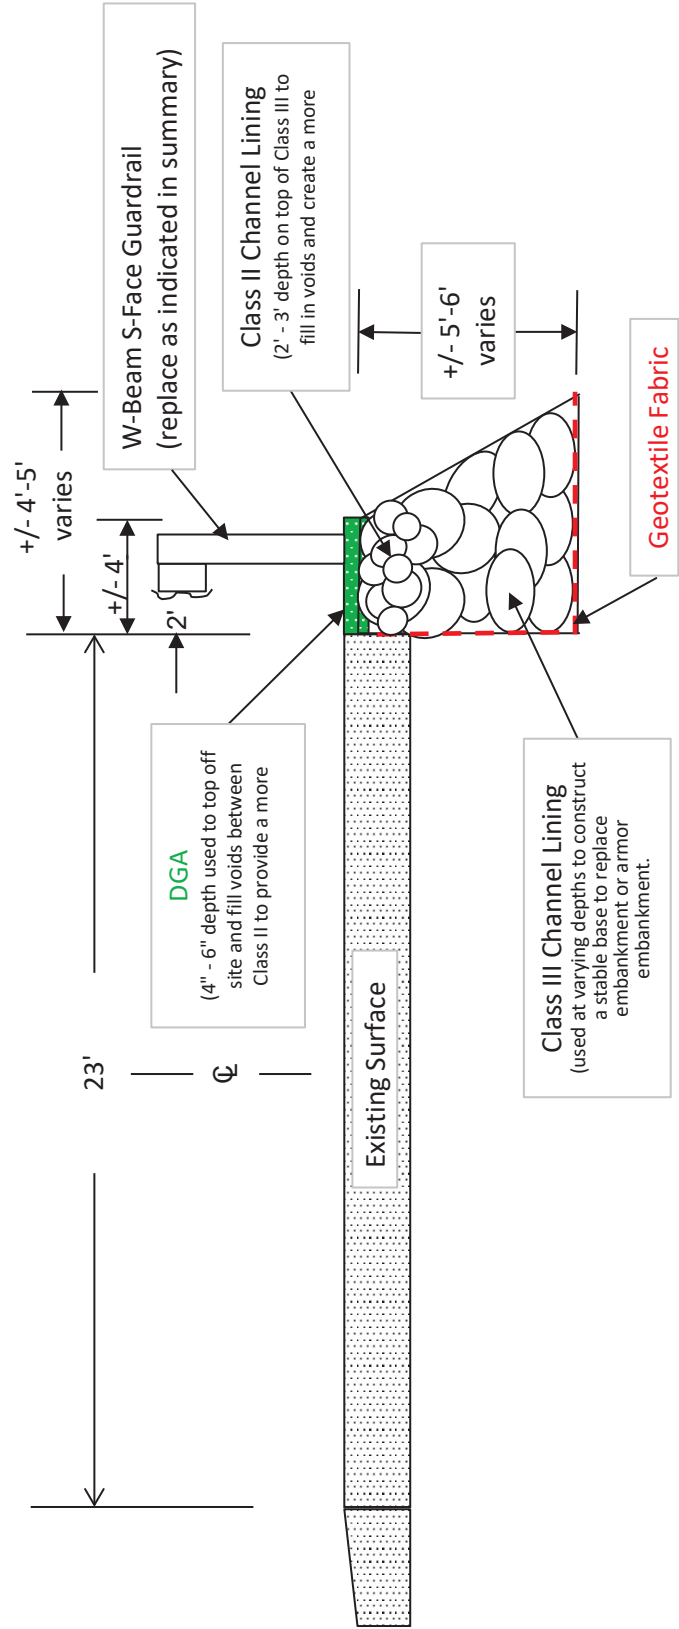 +/- 4'-5'
varies
+/- 4'
2'
23'
W-Beam S-Face Guardrail
(replace as indicated in summary)
Class II Channel Lining
(2' - 3' depth on top of Class III to
fill in voids and create a more
+/- 5'-6'
varies
Geotextile Fabric
DGA
(4" - 6" depth used to top off
site and fill voids between
Class II to provide a more
℄
Existing Surface
Class III Channel Lining
(used at varying depths to construct
a stable base to replace
embankment or armor
embankment.